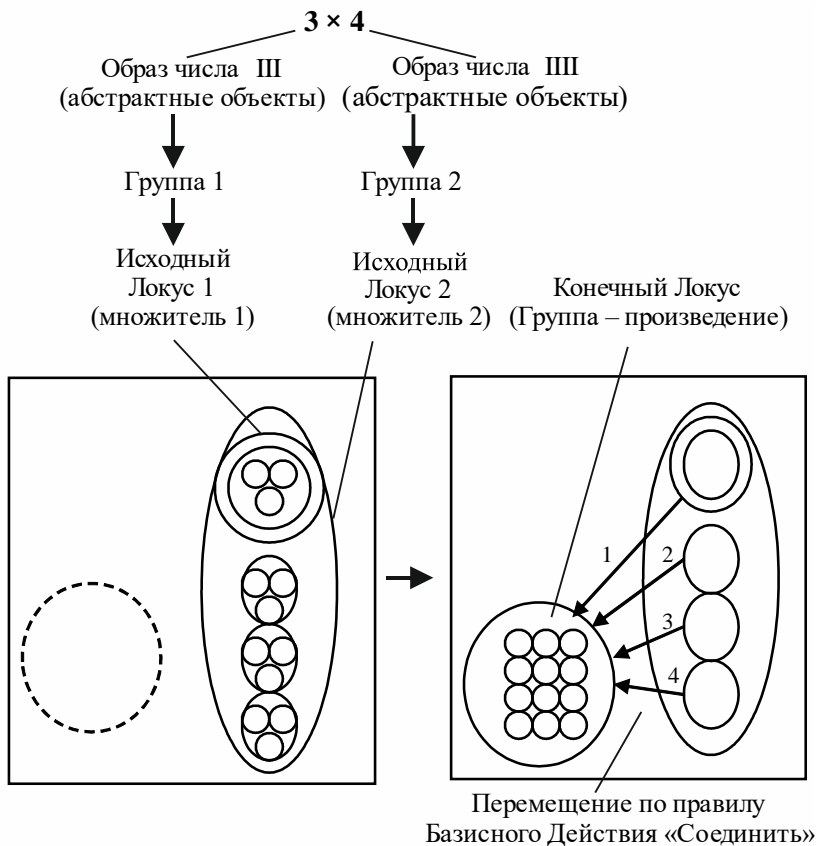 3 × 4
Образ числа III
(абстрактные объекты)
Образ числа IIII
(абстрактные объекты)
Группа 1
Группа 2
Исходный
Локус 1
(множитель 1)
Исходный
Локус 2
(множитель 2)
Конечный Локус
(Группа – произведение)
1
2
3
4
Перемещение по правилу
Базисного Действия «Соединить»